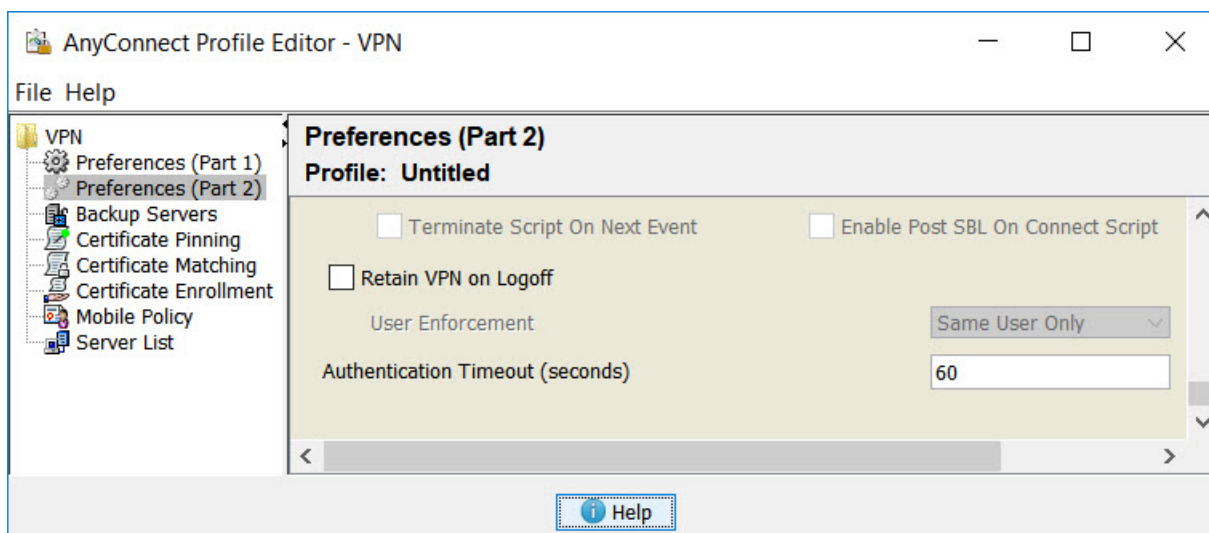 AnyConnect Profile Editor - VPN
File Help
VPN
Preferences (Part 1)
Preferences (Part 2)
Backup Servers
Certificate Pinning
Certificate Matching
Certificate Enrollment
Mobile Policy
Server List
Preferences (Part 2)
Profile: Untitled
Terminate Script On Next Event Enable Post SBL On Connect Script
Retain VPN on Logoff
User Enforcement Same User Only
Authentication Timeout (seconds) 60
Help